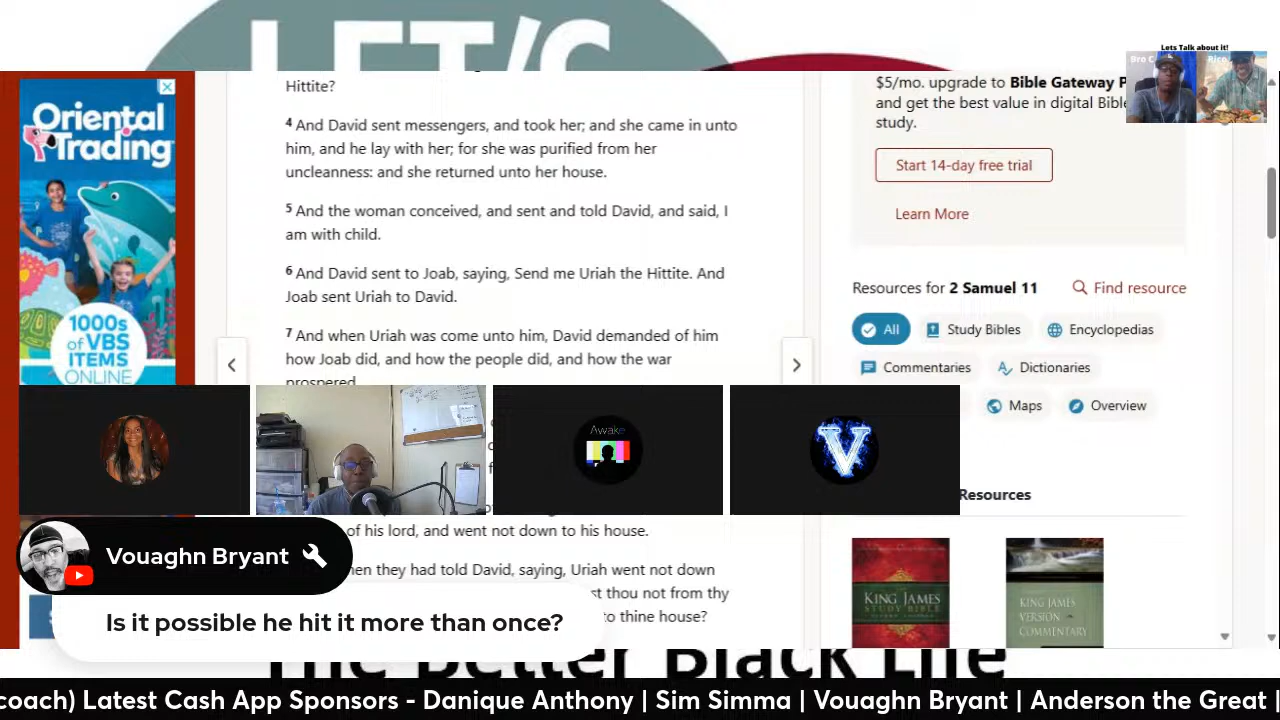 LET'S
Lets Talk about it!
Bro C
Rico
Oriental
Trading
1000s
of VBS
ITEMS
ONLINE
Hittite?
4 And David sent messengers, and took her; and she came in unto
him, and he lay with her; for she was purified from her
uncleanness: and she returned unto her house.
5 And the woman conceived, and sent and told David, and said, I
am with child.
6 And David sent to Joab, saying, Send me Uriah the Hittite. And
Joab sent Uriah to David.
7 And when Uriah was come unto him, David demanded of him
how Joab did, and how the people did, and how the war
prospered.
of his lord, and went not down to his house.
they had told David, saying, Uriah went not down
thou not from thy
to thine house?
$5/mo. upgrade to Bible Gateway
and get the best value in digital
study.
Start 14-day free trial
Learn More
Resources for 2 Samuel 11
Find resource
All
Study Bibles
Encyclopedias
Commentaries
Dictionaries
Maps
Overview
Resources
KING JAMES
STUDY BIBLE
KING JAMES
VERSION
COMMENTARY
Awake
V
Vouaghn Bryant
Is it possible he hit it more than once?
The Better Black Life
coach) Latest Cash App Sponsors - Danique Anthony | Sim Simma | Vouaghn Bryant | Anderson the Great |